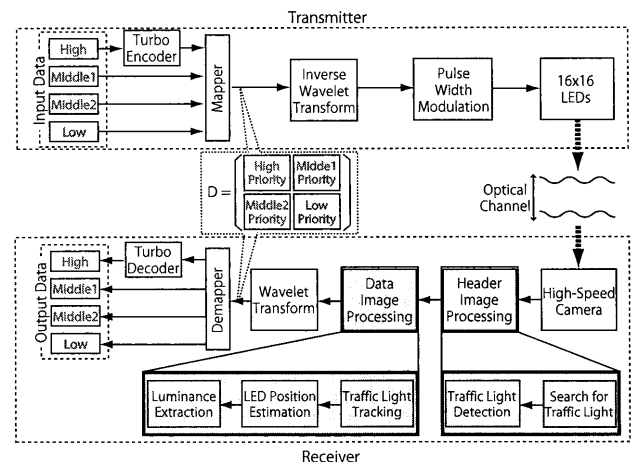 Transmitter
Input Data
High
Middle1
Middle2
Low
Turbo
Encoder
Mapper
Inverse
Wavelet
Transform
Pulse
Width
Modulation
16x16
LEDs
D =
High
Priority
Midde1
Priority
Middle2
Priority
Low
Priority
Optical
Channel
Output Data
High
Middle1
Middle2
Low
Turbo
Decoder
Demapper
Wavelet
Transform
Data
Image
Processing
Header
Image
Processing
High-Speed
Camera
Luminance
Extraction
LED Position
Estimation
Traffic Light
Tracking
Traffic Light
Detection
Search for
Traffic Light
Receiver